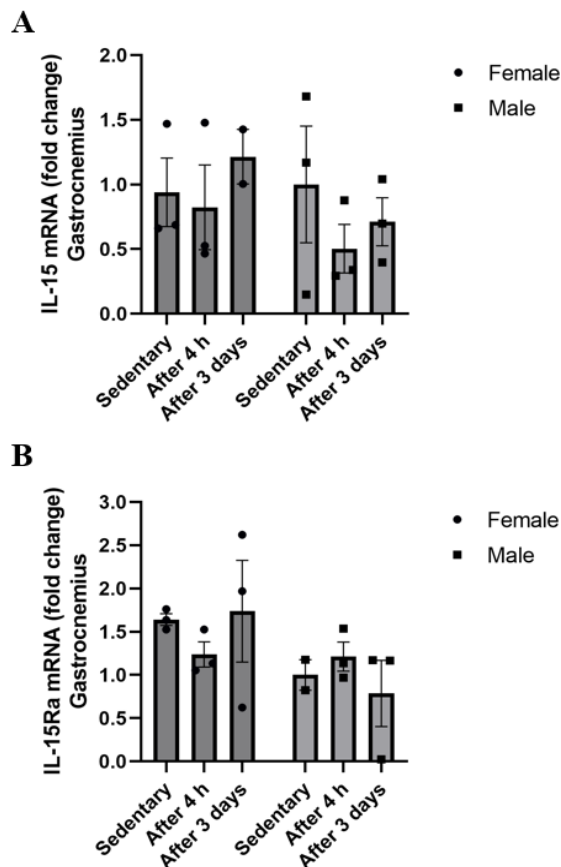 A
IL-15 mRNA (fold change)
Gastrocnemius
2.0
1.5
1.0
0.5
0.0
Sedentary
After 4 h
After 3 days
Sedentary
After 4 h
After 3 days
Female
Male
B
IL-15Ra mRNA (fold change)
Gastrocnemius
3.0
2.5
2.0
1.5
1.0
0.5
0.0
Sedentary
After 4 h
After 3 days
Sedentary
After 4 h
After 3 days
Female
Male